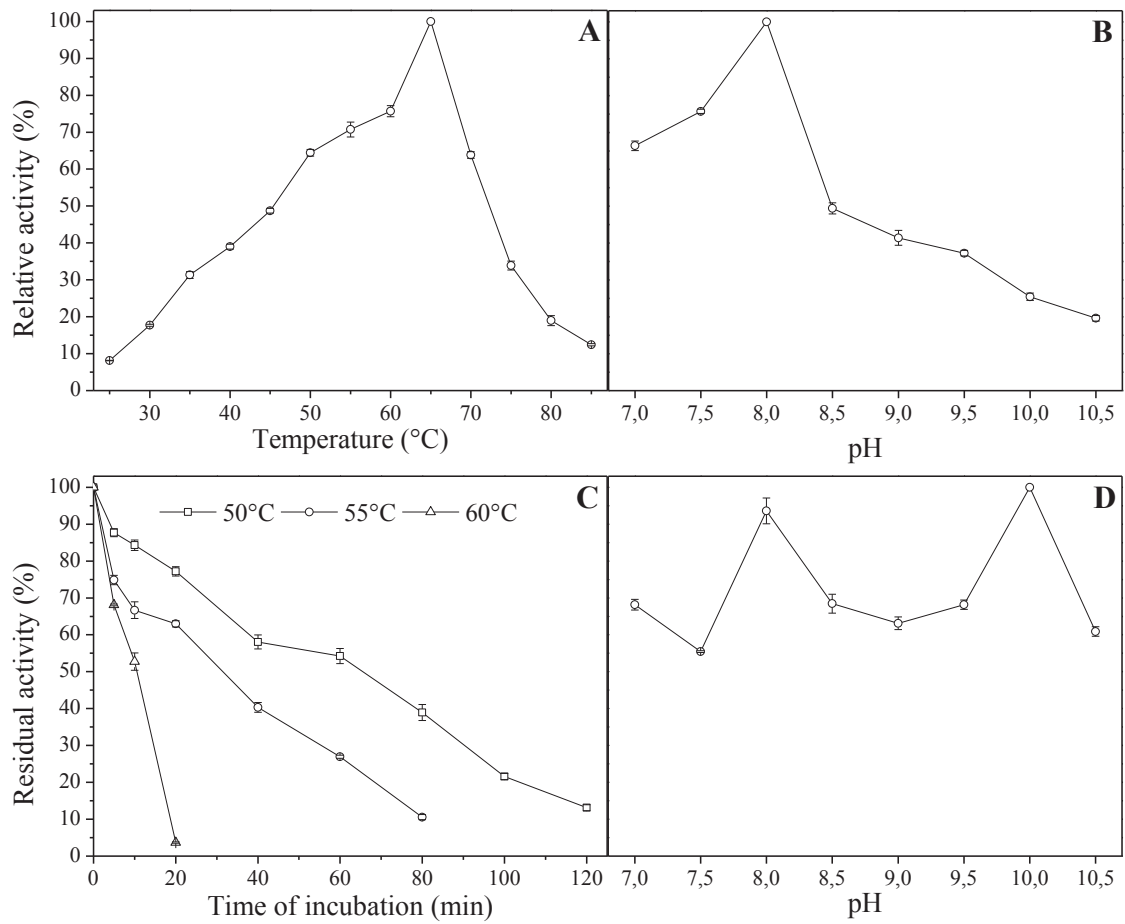 A
Relative activity (%)
100
90
80
70
60
50
40
30
20
10
0
30 40 50 60 70 80
Temperature (°C)
B
7,0 7,5 8,0 8,5 9,0 9,5 10,0 10,5
pH
C
50°C 55°C 60°C
Residual activity (%)
100
90
80
70
60
50
40
30
20
10
0
0 20 40 60 80 100 120
Time of incubation (min)
D
7,0 7,5 8,0 8,5 9,0 9,5 10,0 10,5
pH